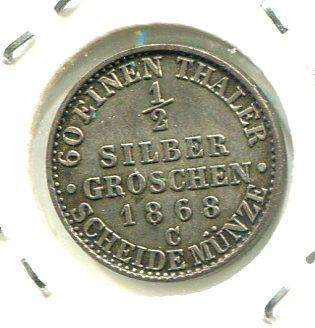 60 EINEN THALER
1/2
SILBER
GROSCHEN
1868
C
SCHEIDE MÜNZE